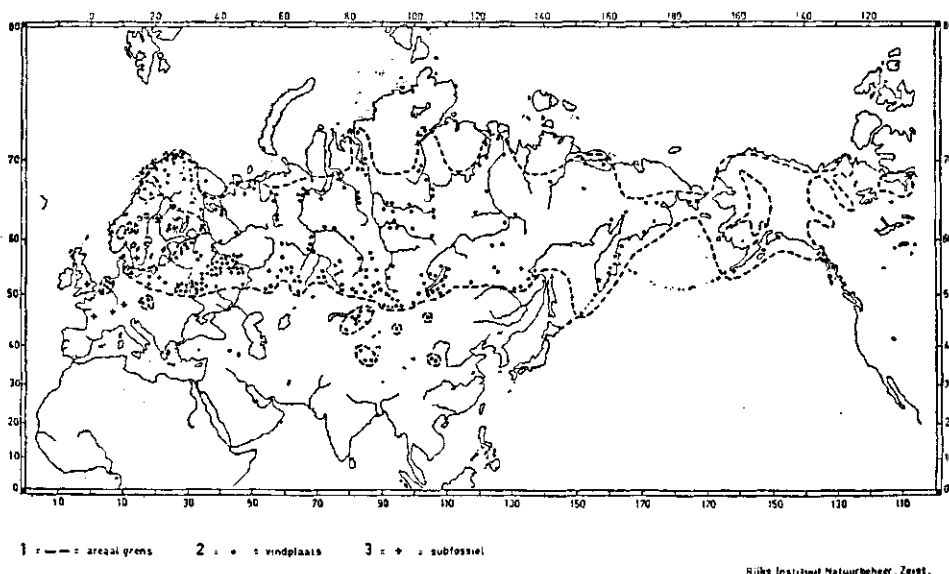 0 20 40 60 80 100 120 140 160 180 160 140 120
80
70 70
60
50
40
30
20
10
0
10 10 30 50 70 90 110 130 150 170 170 150 130 110
1 = — — = areaal grens 2 = • = vindplaats 3 = + = subfossiel
Rijks Instituut Natuurbeheer, Zeist.